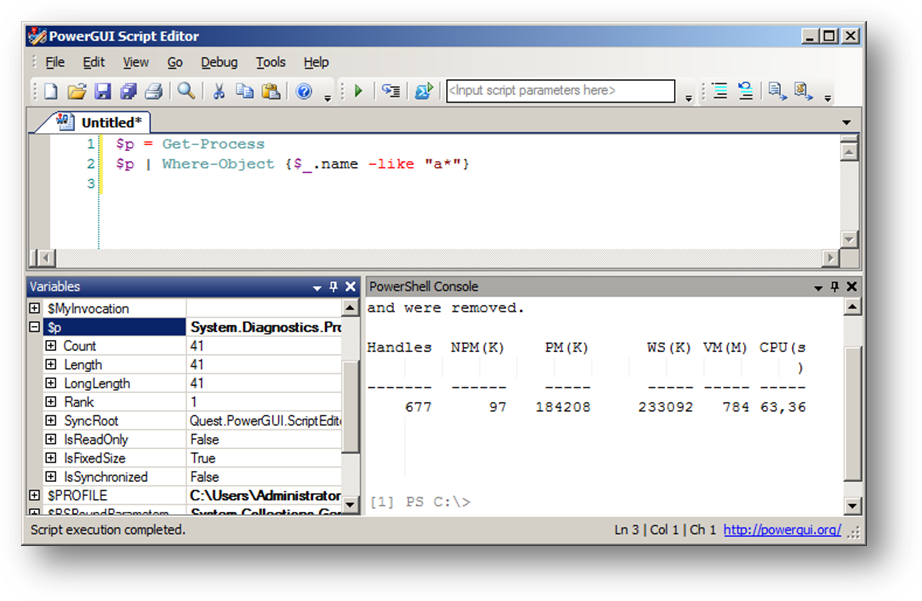 PowerGUI Script Editor
File Edit View Go Debug Tools Help
<Input script parameters here>
Untitled*
1 $p = Get-Process
2 $p | Where-Object {$_.name -like "a*"}
3
Variables
$MyInvocation
$p System.Diagnostics.Pro
Count 41
Length 41
LongLength 41
Rank 1
SyncRoot Quest.PowerGUI.ScriptEdit
IsReadOnly False
IsFixedSize True
IsSynchronized False
$PROFILE C:\Users\Administrator
$PSBoundParameters System.Collections.Gen
PowerShell Console
and were removed.
Handles NPM(K) PM(K) WS(K) VM(M) CPU(s
)
------- ------ ----- ----- ----- -----
677 97 184208 233092 784 63,36
[1] PS C:\>
Script execution completed.
Ln 3 | Col 1 | Ch 1 http://powergui.org/